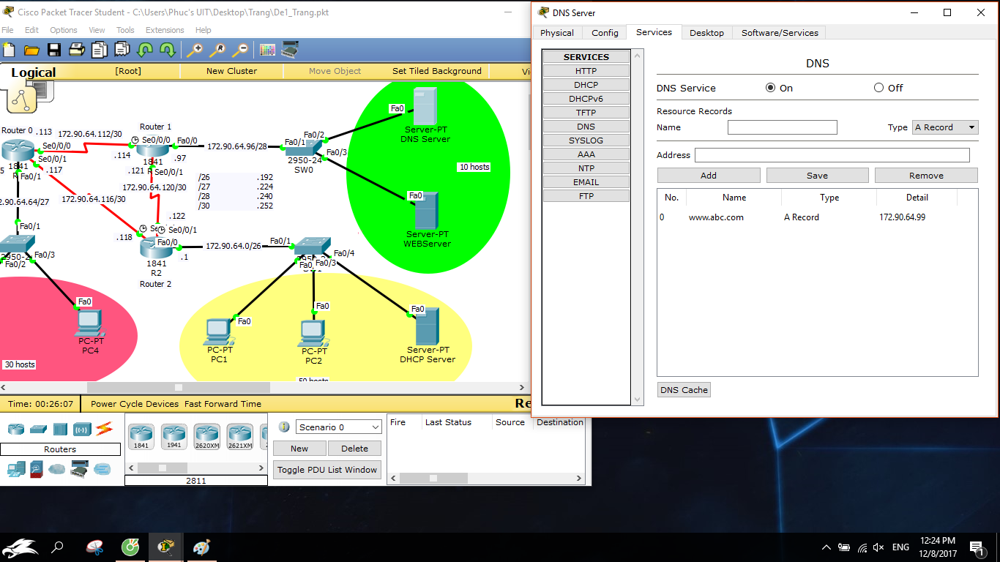 Cisco Packet Tracer Student - C:\Users\Phuc's UIT\Desktop\Trang\De1_Trang.pkt
File Edit Options View Tools Extensions Help
Logical [Root] New Cluster Move Object Set Tiled Background Vi
Router 0 .113 172.90.64.112/30
Router 1
Se0/0/0 Se0/0/0 Fa0/0
1841 Se0/0/1 .114 1841 .97 172.90.64.96/28 Fa0/1 Fa0/2
Fa0/1 .117 .121 Se0/0/1 2950-24 Fa0/3
SW0
172.90.64.120/30
2.90.64.64/27 172.90.64.116/30
/26 .192
/27 .224
/28 .240
/30 .252
Fa0
Server-PT
DNS Server
10 hosts
Fa0
Server-PT
WEBServer
.122
Fa0/1 .118 Se0/0/1
Fa0/0 172.90.64.0/26 Fa0/1
.1
1841
R2
Router 2
Fa0/3 Fa0/4
Fa0/2 Fa0/3
Fa0
PC-PT
PC4
30 hosts
Fa0
PC-PT
PC1
Fa0
PC-PT
PC2
Fa0
Server-PT
DHCP Server
50 hosts
Time: 00:26:07 Power Cycle Devices Fast Forward Time Re
Routers
1841 1941 2620XM 2621XM
2811
Scenario 0
New Delete
Toggle PDU List Window
Fire Last Status Source Destination
DNS Server
Physical Config Services Desktop Software/Services
SERVICES
HTTP
DHCP
DHCPv6
TFTP
DNS
SYSLOG
AAA
NTP
EMAIL
FTP
DNS
DNS Service On Off
Resource Records
Name Type A Record
Address
Add Save Remove
No. Name Type Detail
0 www.abc.com A Record 172.90.64.99
DNS Cache
ENG
12:24 PM
12/8/2017
1